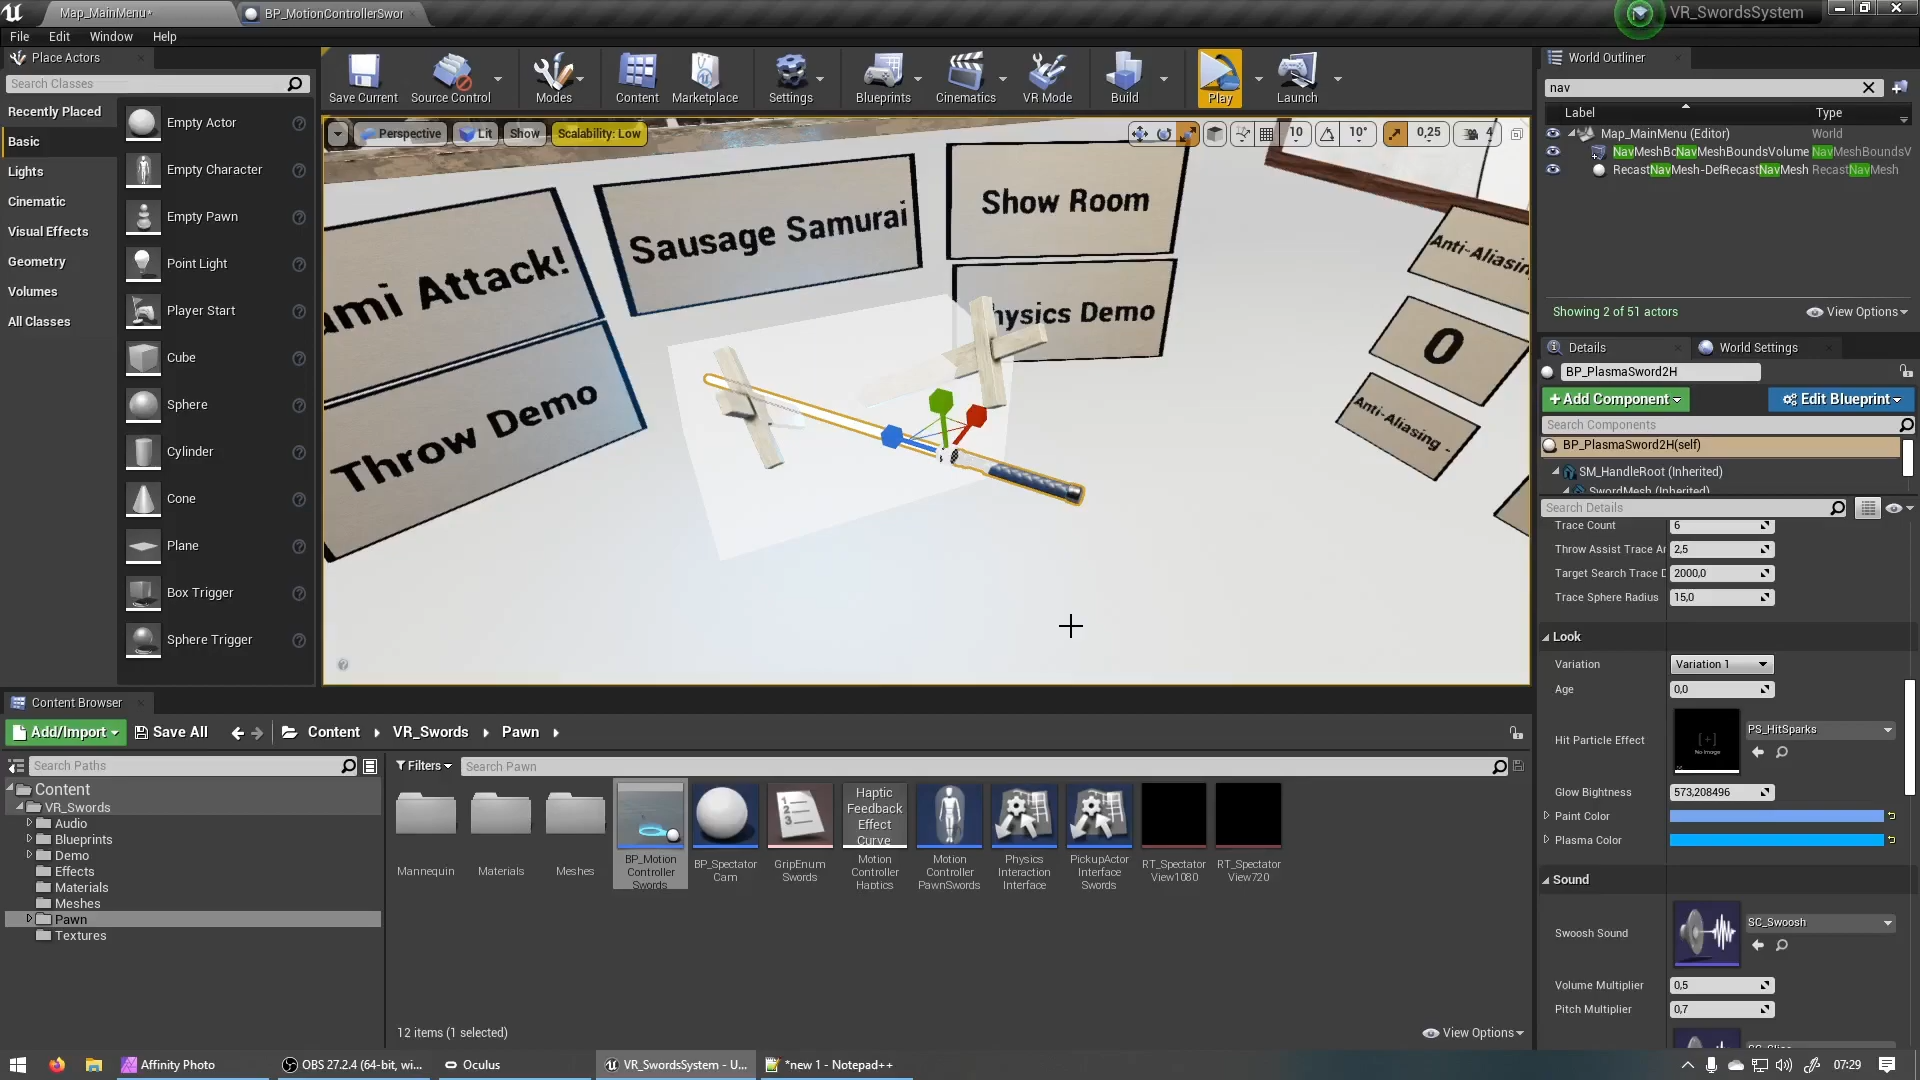 Map_MainMenu*
BP_MotionControllerSwor
VR_SwordsSystem
File
Edit
Window
Help
Place Actors
Search Classes
Recently Placed
Basic
Lights
Cinematic
Visual Effects
Geometry
Volumes
All Classes
Empty Actor
Empty Character
Empty Pawn
Point Light
Player Start
Cube
Sphere
Cylinder
Cone
Plane
Box Trigger
Sphere Trigger
Save Current
Source Control
Modes
Content
Marketplace
Settings
Blueprints
Cinematics
VR Mode
Build
Play
Launch
Perspective
Lit
Show
Scalability: Low
10
10°
0,25
4
ami Attack!
Sausage Samurai
Show Room
Throw Demo
hysics Demo
Anti-Aliasin
0
Anti-Aliasing -
World Outliner
nav
Label
Type
Map_MainMenu (Editor)
World
NavMeshBoNavMeshBoundsVolume
NavMeshBoundsV
RecastNavMesh-DefRecastNavMesh
RecastNavMesh
Showing 2 of 51 actors
View Options
Details
World Settings
BP_PlasmaSword2H
+Add Component
Edit Blueprint
Search Components
BP_PlasmaSword2H(self)
SM_HandleRoot (Inherited)
SwordMesh (Inherited)
Search Details
Trace Count
6
Throw Assist Trace Ar
2,5
Target Search Trace D
2000,0
Trace Sphere Radius
15,0
Look
Variation
Variation 1
Age
0,0
Hit Particle Effect
No Image
PS_HitSparks
Glow Bightness
573,208496
Paint Color
Plasma Color
Sound
Swoosh Sound
SC_Swoosh
Volume Multiplier
0,5
Pitch Multiplier
0,7
Content Browser
Add/Import
Save All
Content
VR_Swords
Pawn
Search Paths
Filters
Search Pawn
Content
VR_Swords
Audio
Blueprints
Demo
Effects
Materials
Meshes
Pawn
Textures
Mannequin
Materials
Meshes
BP_Motion
Controller
Swords
BP_Spectator
Cam
GripEnum
Swords
Haptic
Feedback
Effect
Curve
Motion
Controller
Haptics
Motion
Controller
PawnSwords
Physics
Interaction
Interface
PickupActor
Interface
Swords
RT_Spectator
View1080
RT_Spectator
View720
12 items (1 selected)
View Options
Affinity Photo
OBS 27.2.4 (64-bit, wi...
Oculus
VR_SwordsSystem - U...
*new 1 - Notepad++
07:29